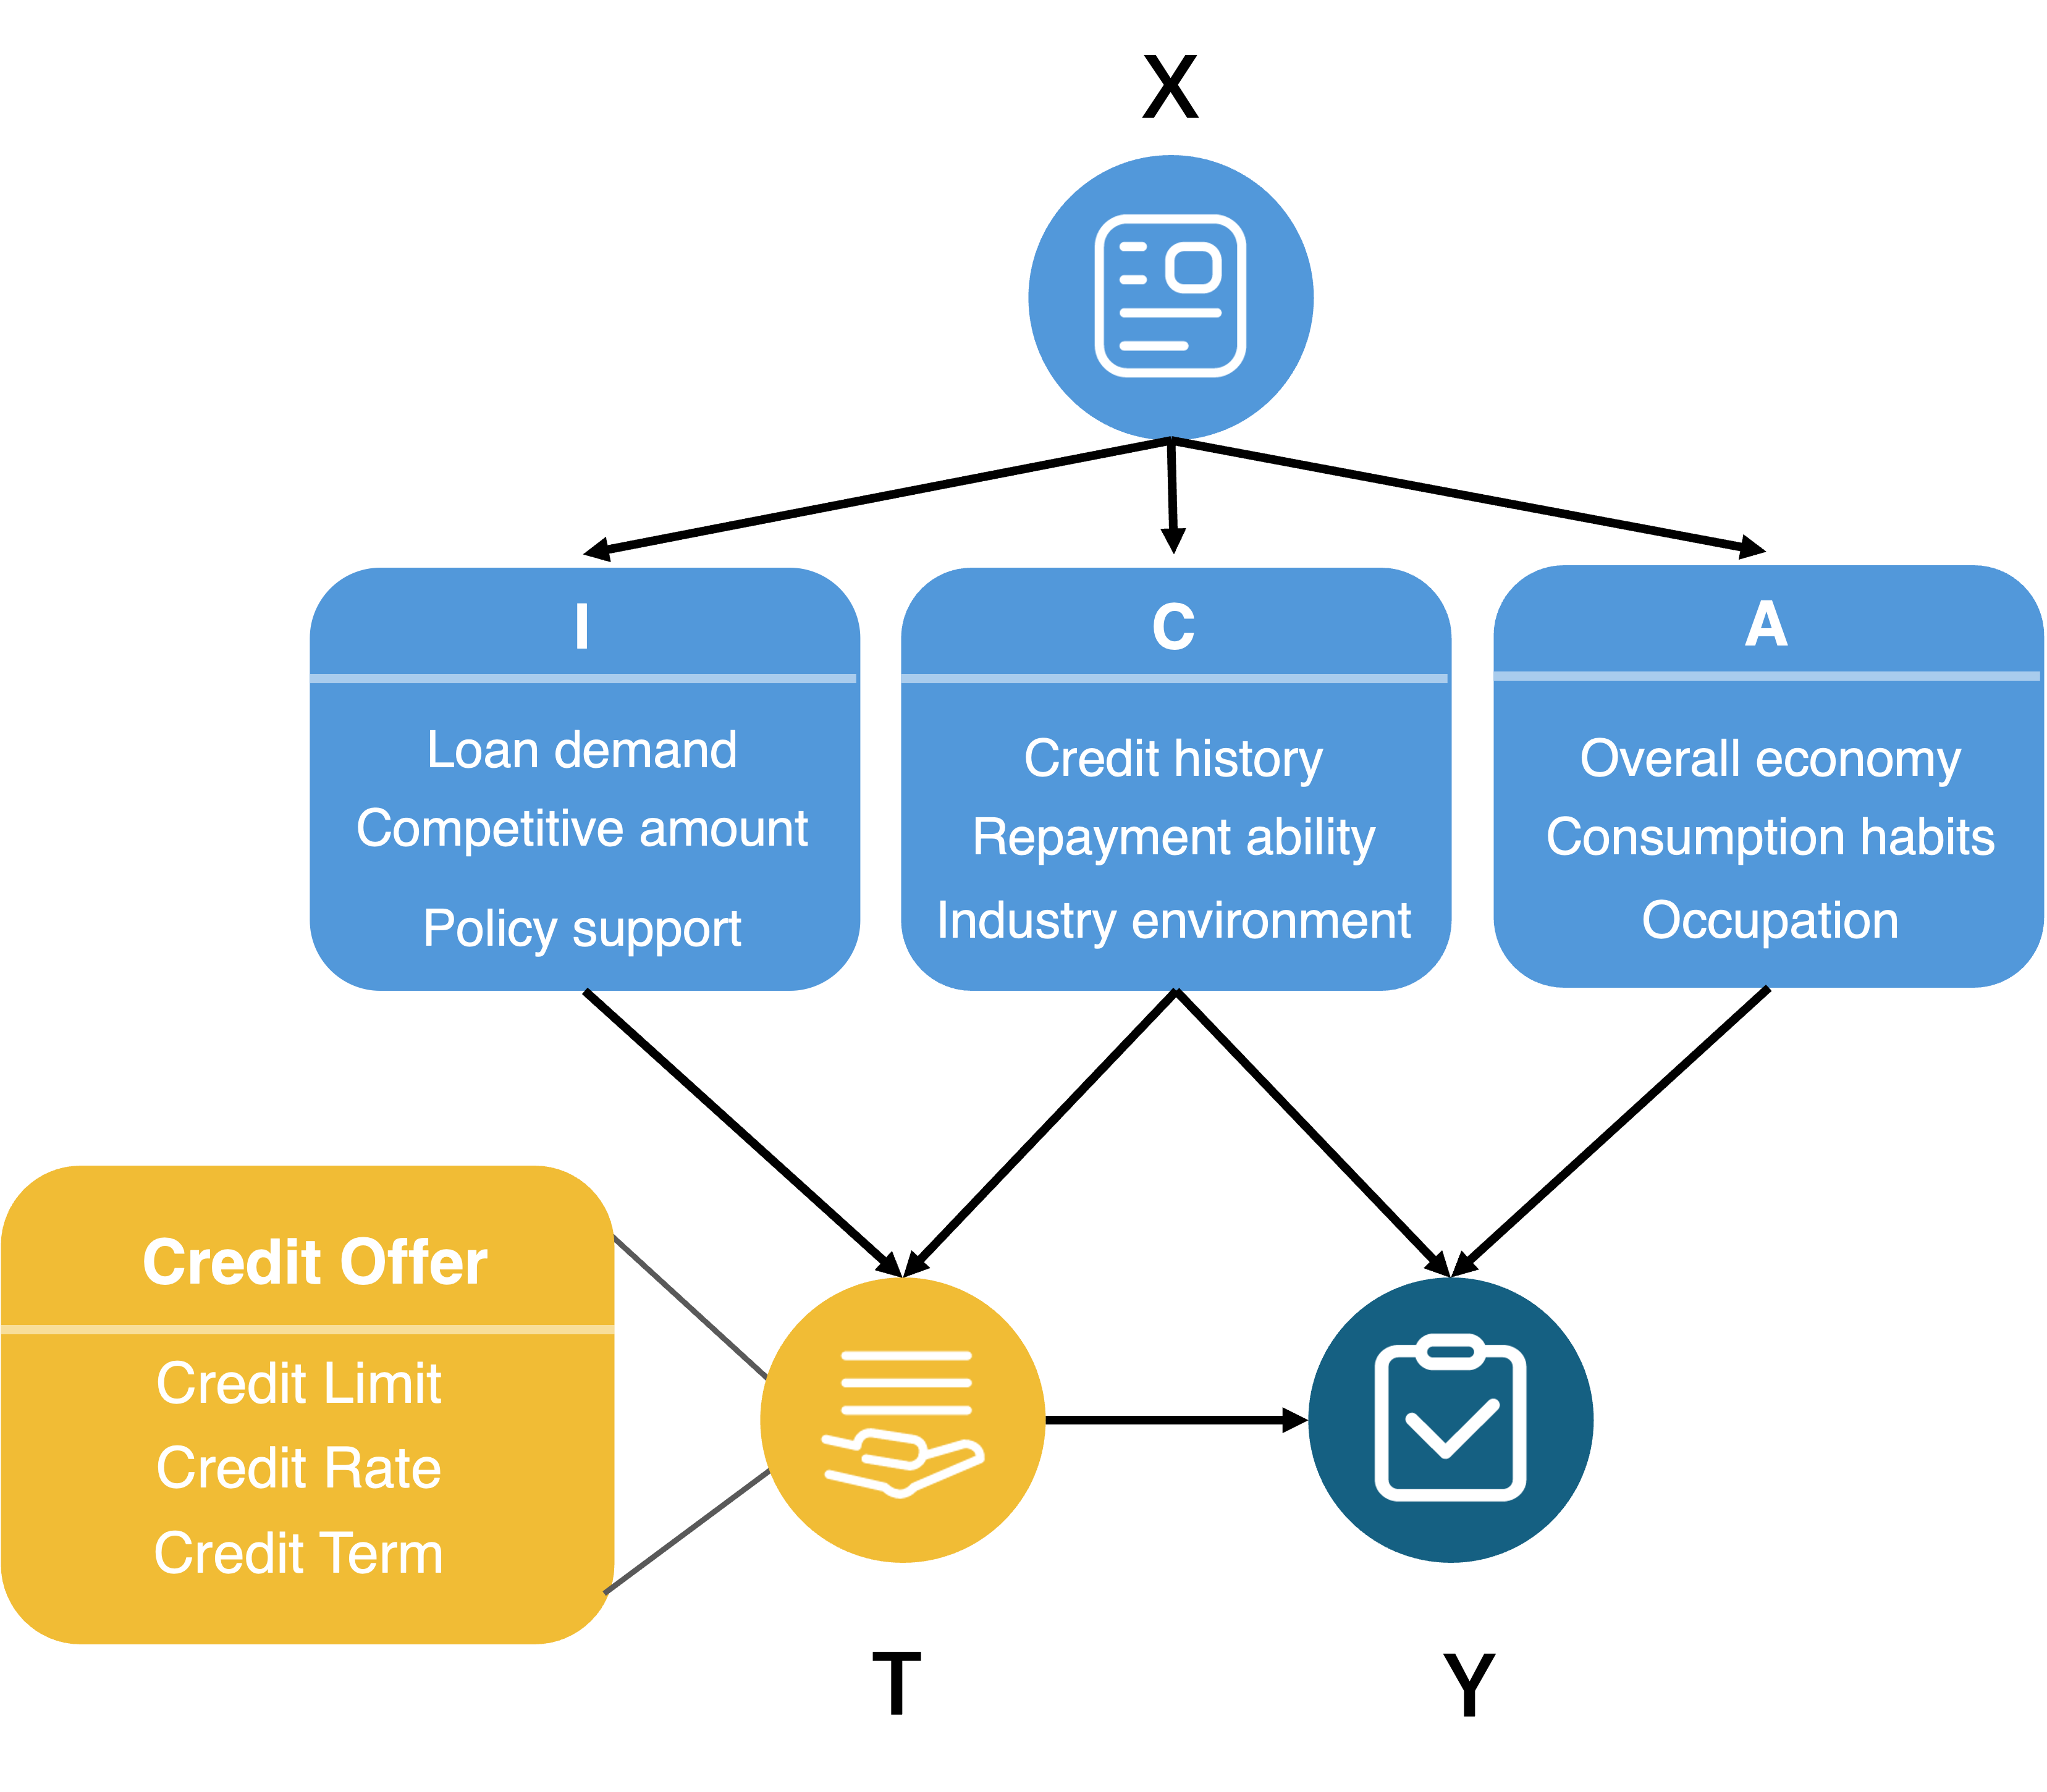 X
I
Loan demand
Competitive amount
Policy support
C
Credit history
Repayment ability
Industry environment
A
Overall economy
Consumption habits
Occupation
Credit Offer
Credit Limit
Credit Rate
Credit Term
T
Y